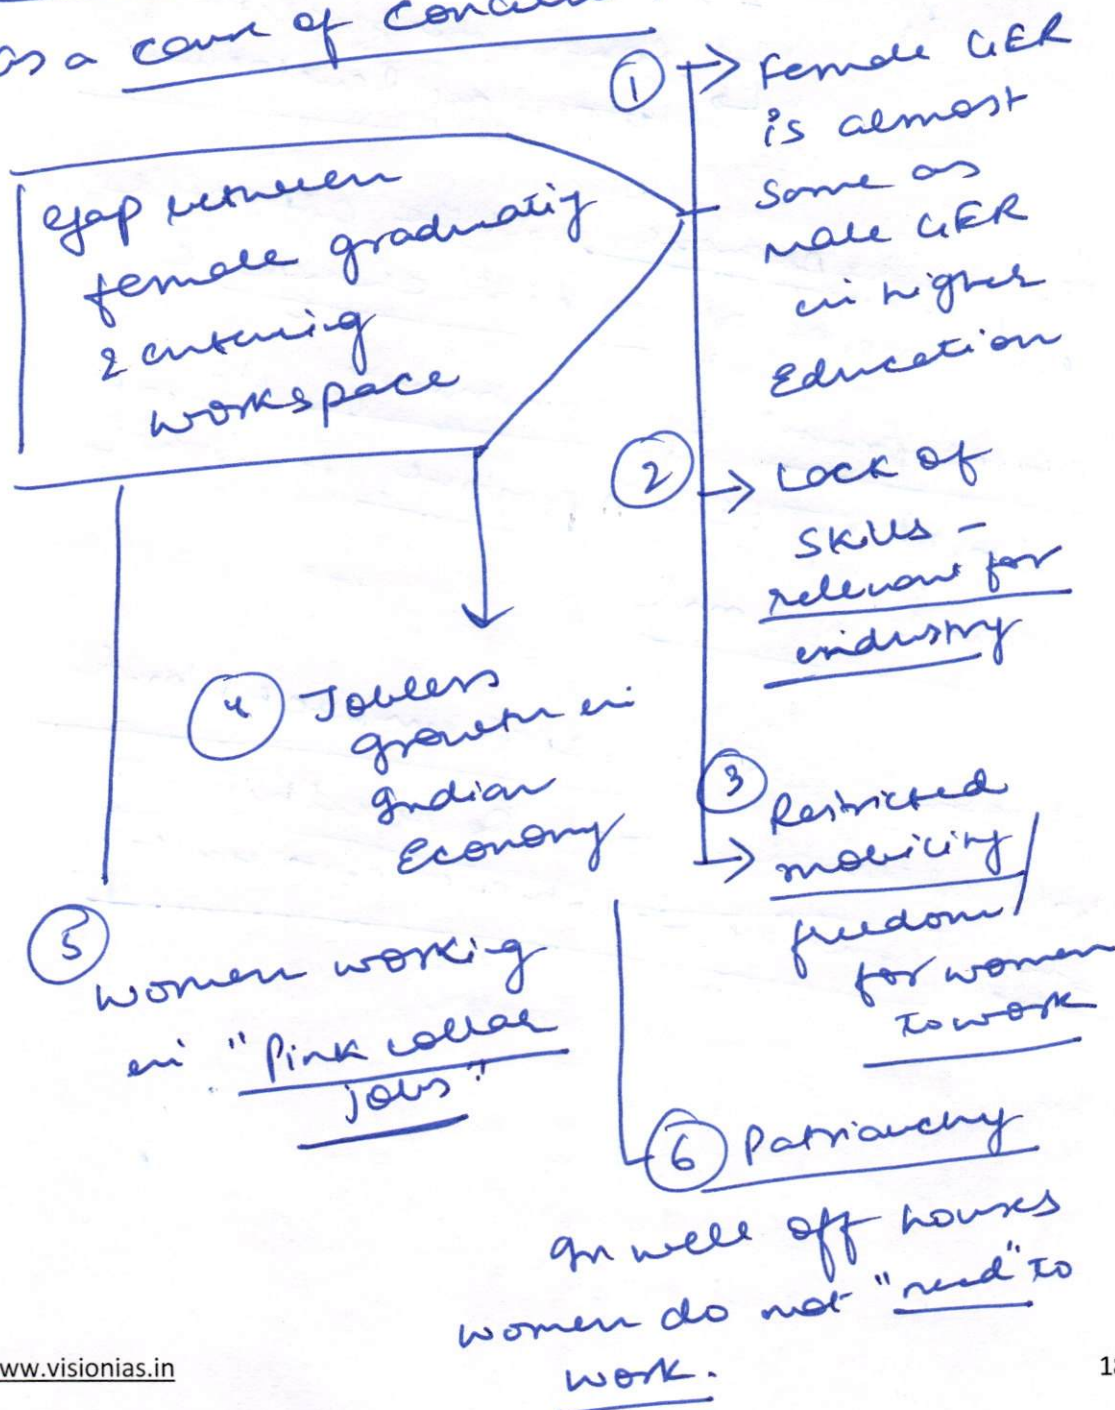 as a cause of
Gap between
female graduating
& entering
workspace
1
Female GER
is almost
Same as
male GER
in higher
Education
2
Lack of
Skills -
relevant for
industry
3
Restricted
mobility/
freedom
for women
to work
4
Jobless
growth in
Indian
Economy
5
women working
in "Pink collar
jobs"
6
Patriarchy
In well off houses
women do not "need" to
work.
ww.visionias.in
18